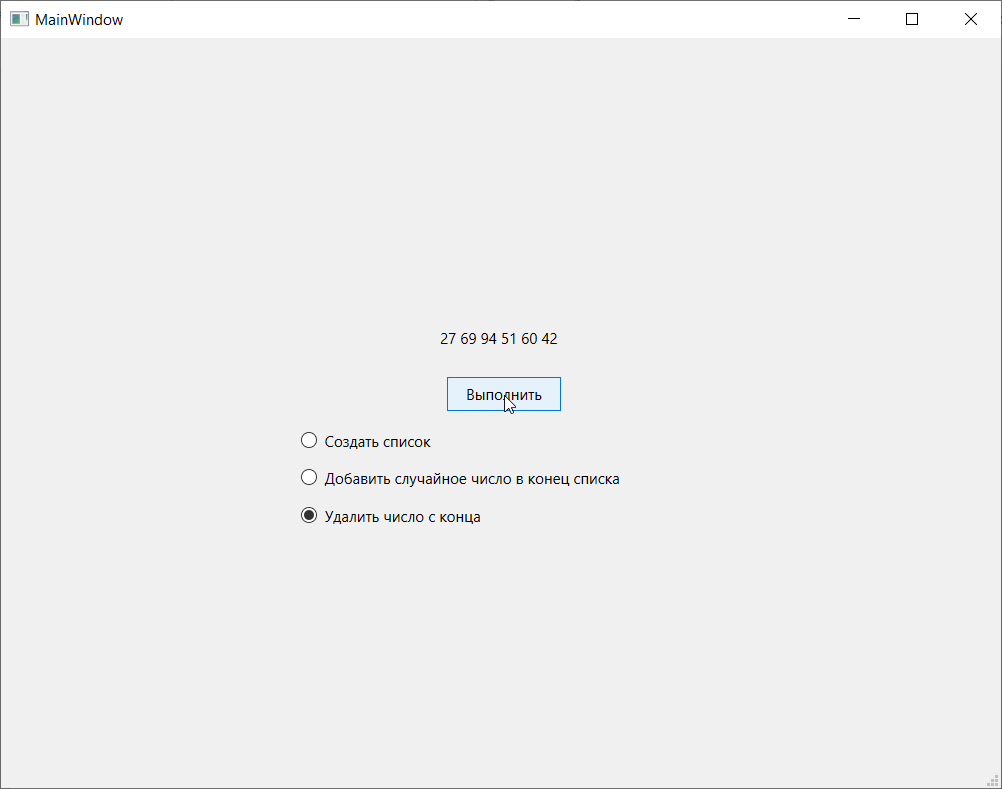 MainWindow
27 69 94 51 60 42
Выполнить
Создать список
Добавить случайное число в конец списка
Удалить число с конца